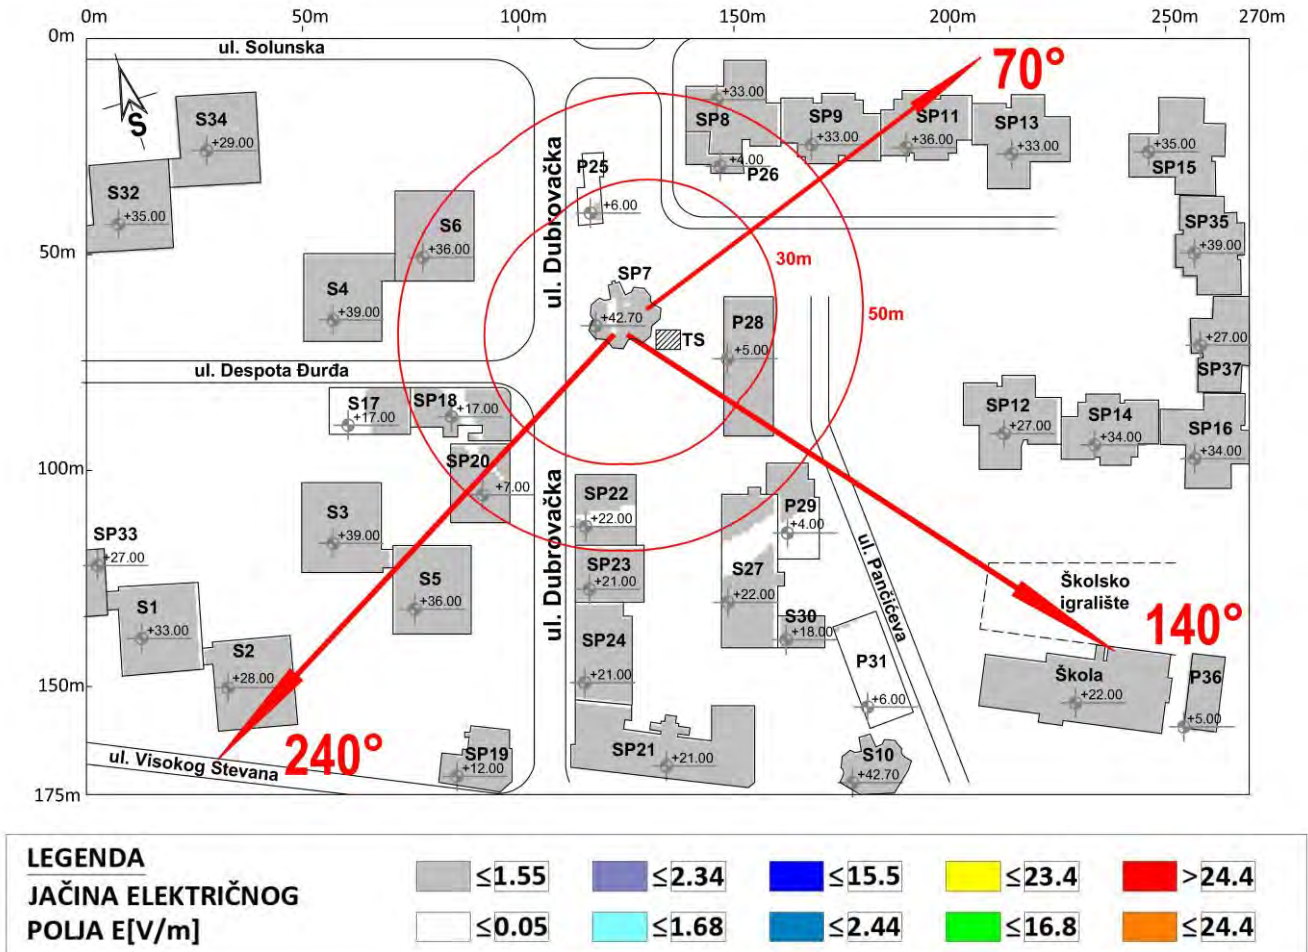 0m 50m 100m 150m 200m 250m 270m
0m
ul. Solunska
70°
S
S34
+29.00
+33.00
SP8
SP9
+33.00
SP11
+36.00
SP13
+33.00
+35.00
SP15
P25
+4.00
P26
S32
+35.00
+6.00
ul. Dubrovačka
S6
+36.00
SP35
+39.00
50m
30m
SP7
S4
+39.00
+42.70
50m
P28
TS
+5.00
+27.00
SP37
ul. Despota Đurđa
S17
+17.00
SP18
+17.00
SP12
+27.00
SP14
+34.00
SP16
+34.00
100m
SP20
+7.00
ul. Dubrovačka
SP22
+22.00
P29
+4.00
S3
+39.00
SP33
+27.00
ul. Pančićeva
S5
+36.00
SP23
+21.00
S27
+22.00
Školsko
igralište
S1
+33.00
S30
+18.00
140°
SP24
+21.00
S2
+28.00
150m
P31
+6.00
Škola
+22.00
P36
+5.00
240°
ul. Visokog Stevana
SP19
+12.00
SP21
+21.00
S10
+42.70
175m
LEGENDA
JAČINA ELEKTRIČNOG
POLJA E[V/m]
≤1.55 ≤2.34 ≤15.5 ≤23.4 >24.4
≤0.05 ≤1.68 ≤2.44 ≤16.8 ≤24.4